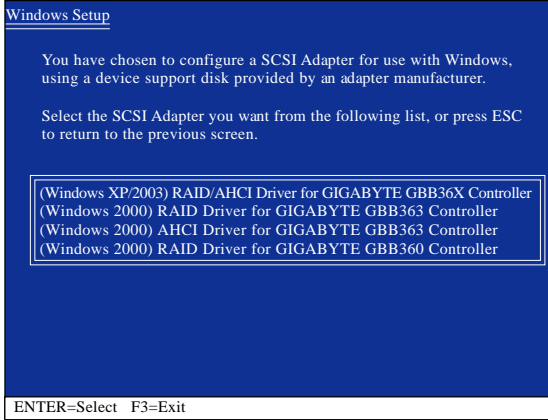 Windows Setup
You have chosen to configure a SCSI Adapter for use with Windows,
using a device support disk provided by an adapter manufacturer.
Select the SCSI Adapter you want from the following list, or press ESC
to return to the previous screen.
(Windows XP/2003) RAID/AHCI Driver for GIGABYTE GBB36X Controller
(Windows 2000) RAID Driver for GIGABYTE GBB363 Controller
(Windows 2000) AHCI Driver for GIGABYTE GBB363 Controller
(Windows 2000) RAID Driver for GIGABYTE GBB360 Controller
ENTER=Select F3=Exit